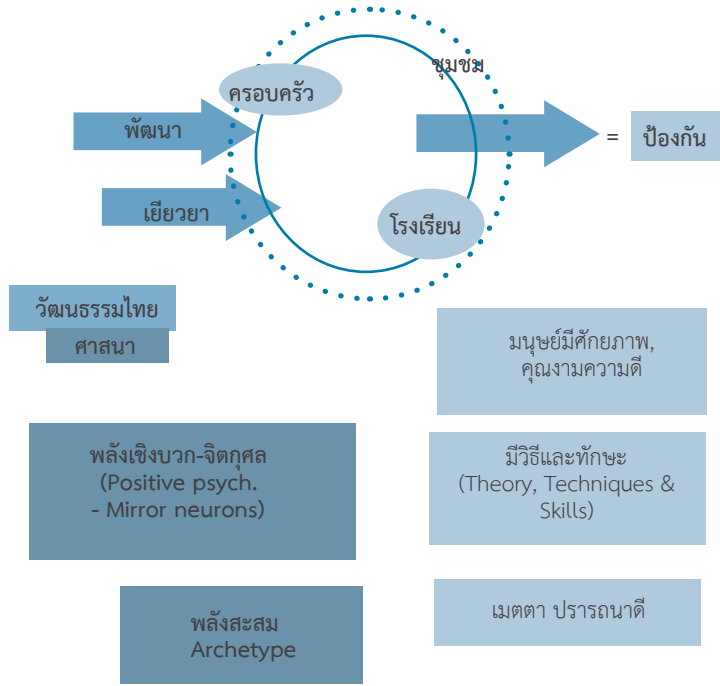 ชุมชม
ครอบครัว
พัฒนา
= ป้องกัน
เยียวยา
โรงเรียน
วัฒนธรรมไทย
ศาสนา
มนุษย์มีศักยภาพ,
คุณงามความดี
พลังเชิงบวก-จิตกุศล
(Positive psych.
- Mirror neurons)
มีวิธีและทักษะ
(Theory, Techniques &
Skills)
พลังสะสม
Archetype
เมตตา ปรารถนาดี